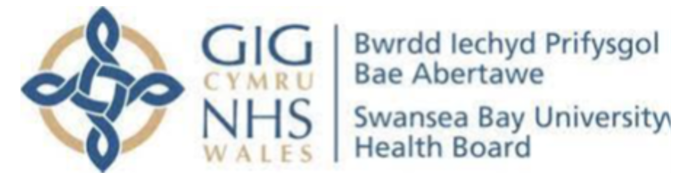 GIG
CYMRU
NHS
WALES
Bwrdd Iechyd Prifysgol
Bae Abertawe
Swansea Bay University
Health Board